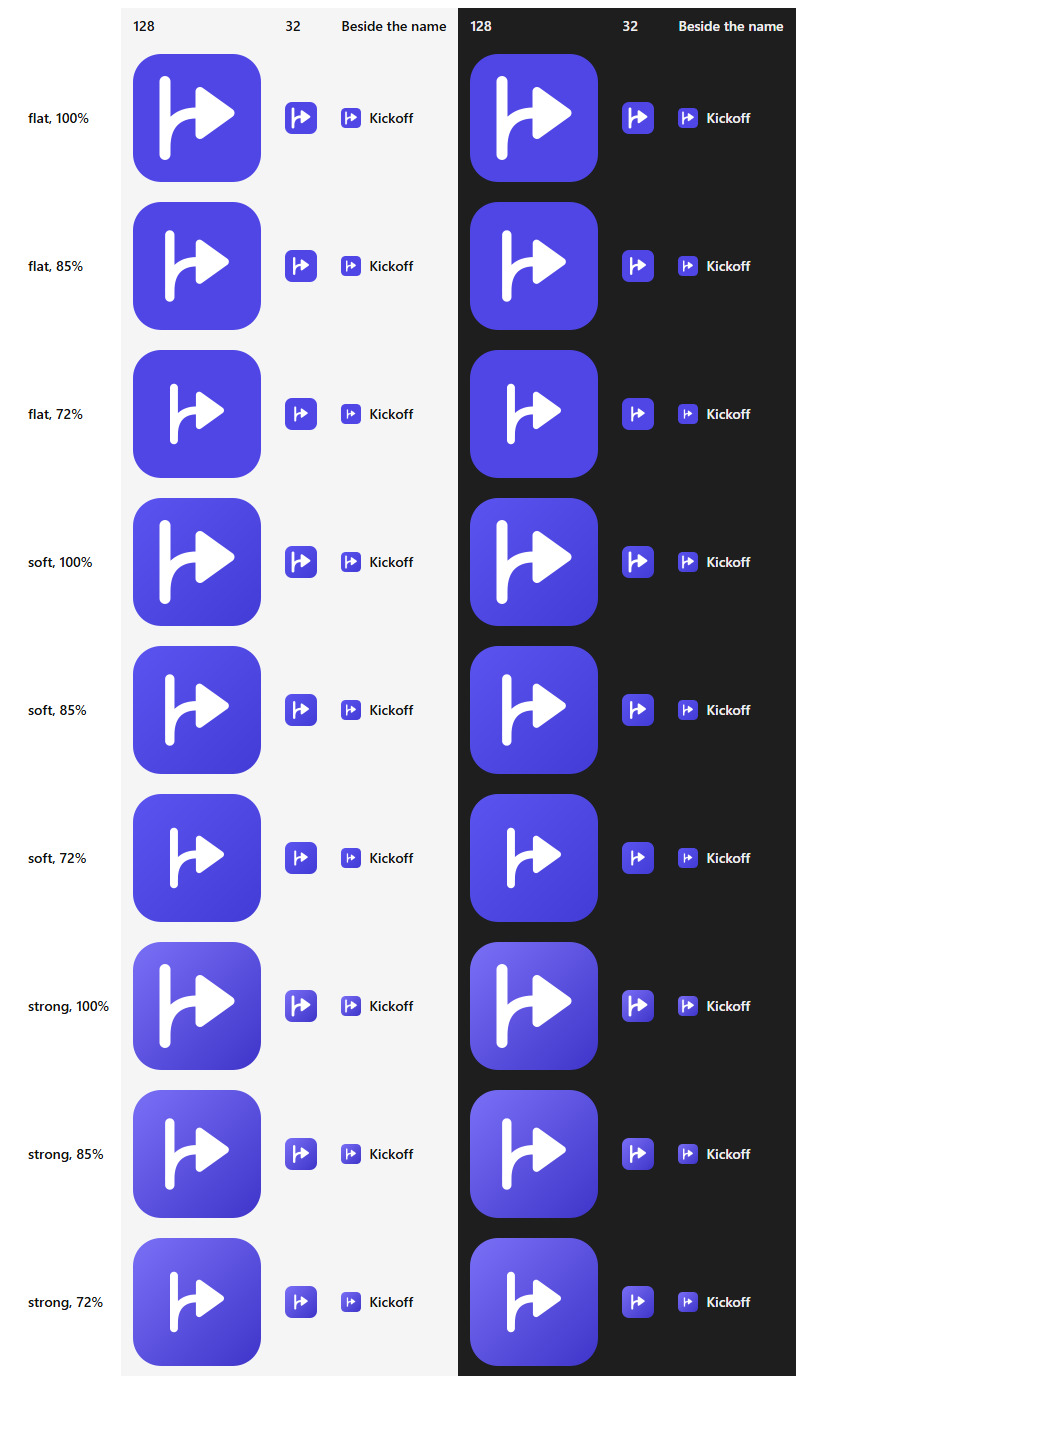 128 32 Beside the name 128 32 Beside the name
flat, 100% Kickoff Kickoff
flat, 85% Kickoff Kickoff
flat, 72% Kickoff Kickoff
soft, 100% Kickoff Kickoff
soft, 85% Kickoff Kickoff
soft, 72% Kickoff Kickoff
strong, 100% Kickoff Kickoff
strong, 85% Kickoff Kickoff
strong, 72% Kickoff Kickoff